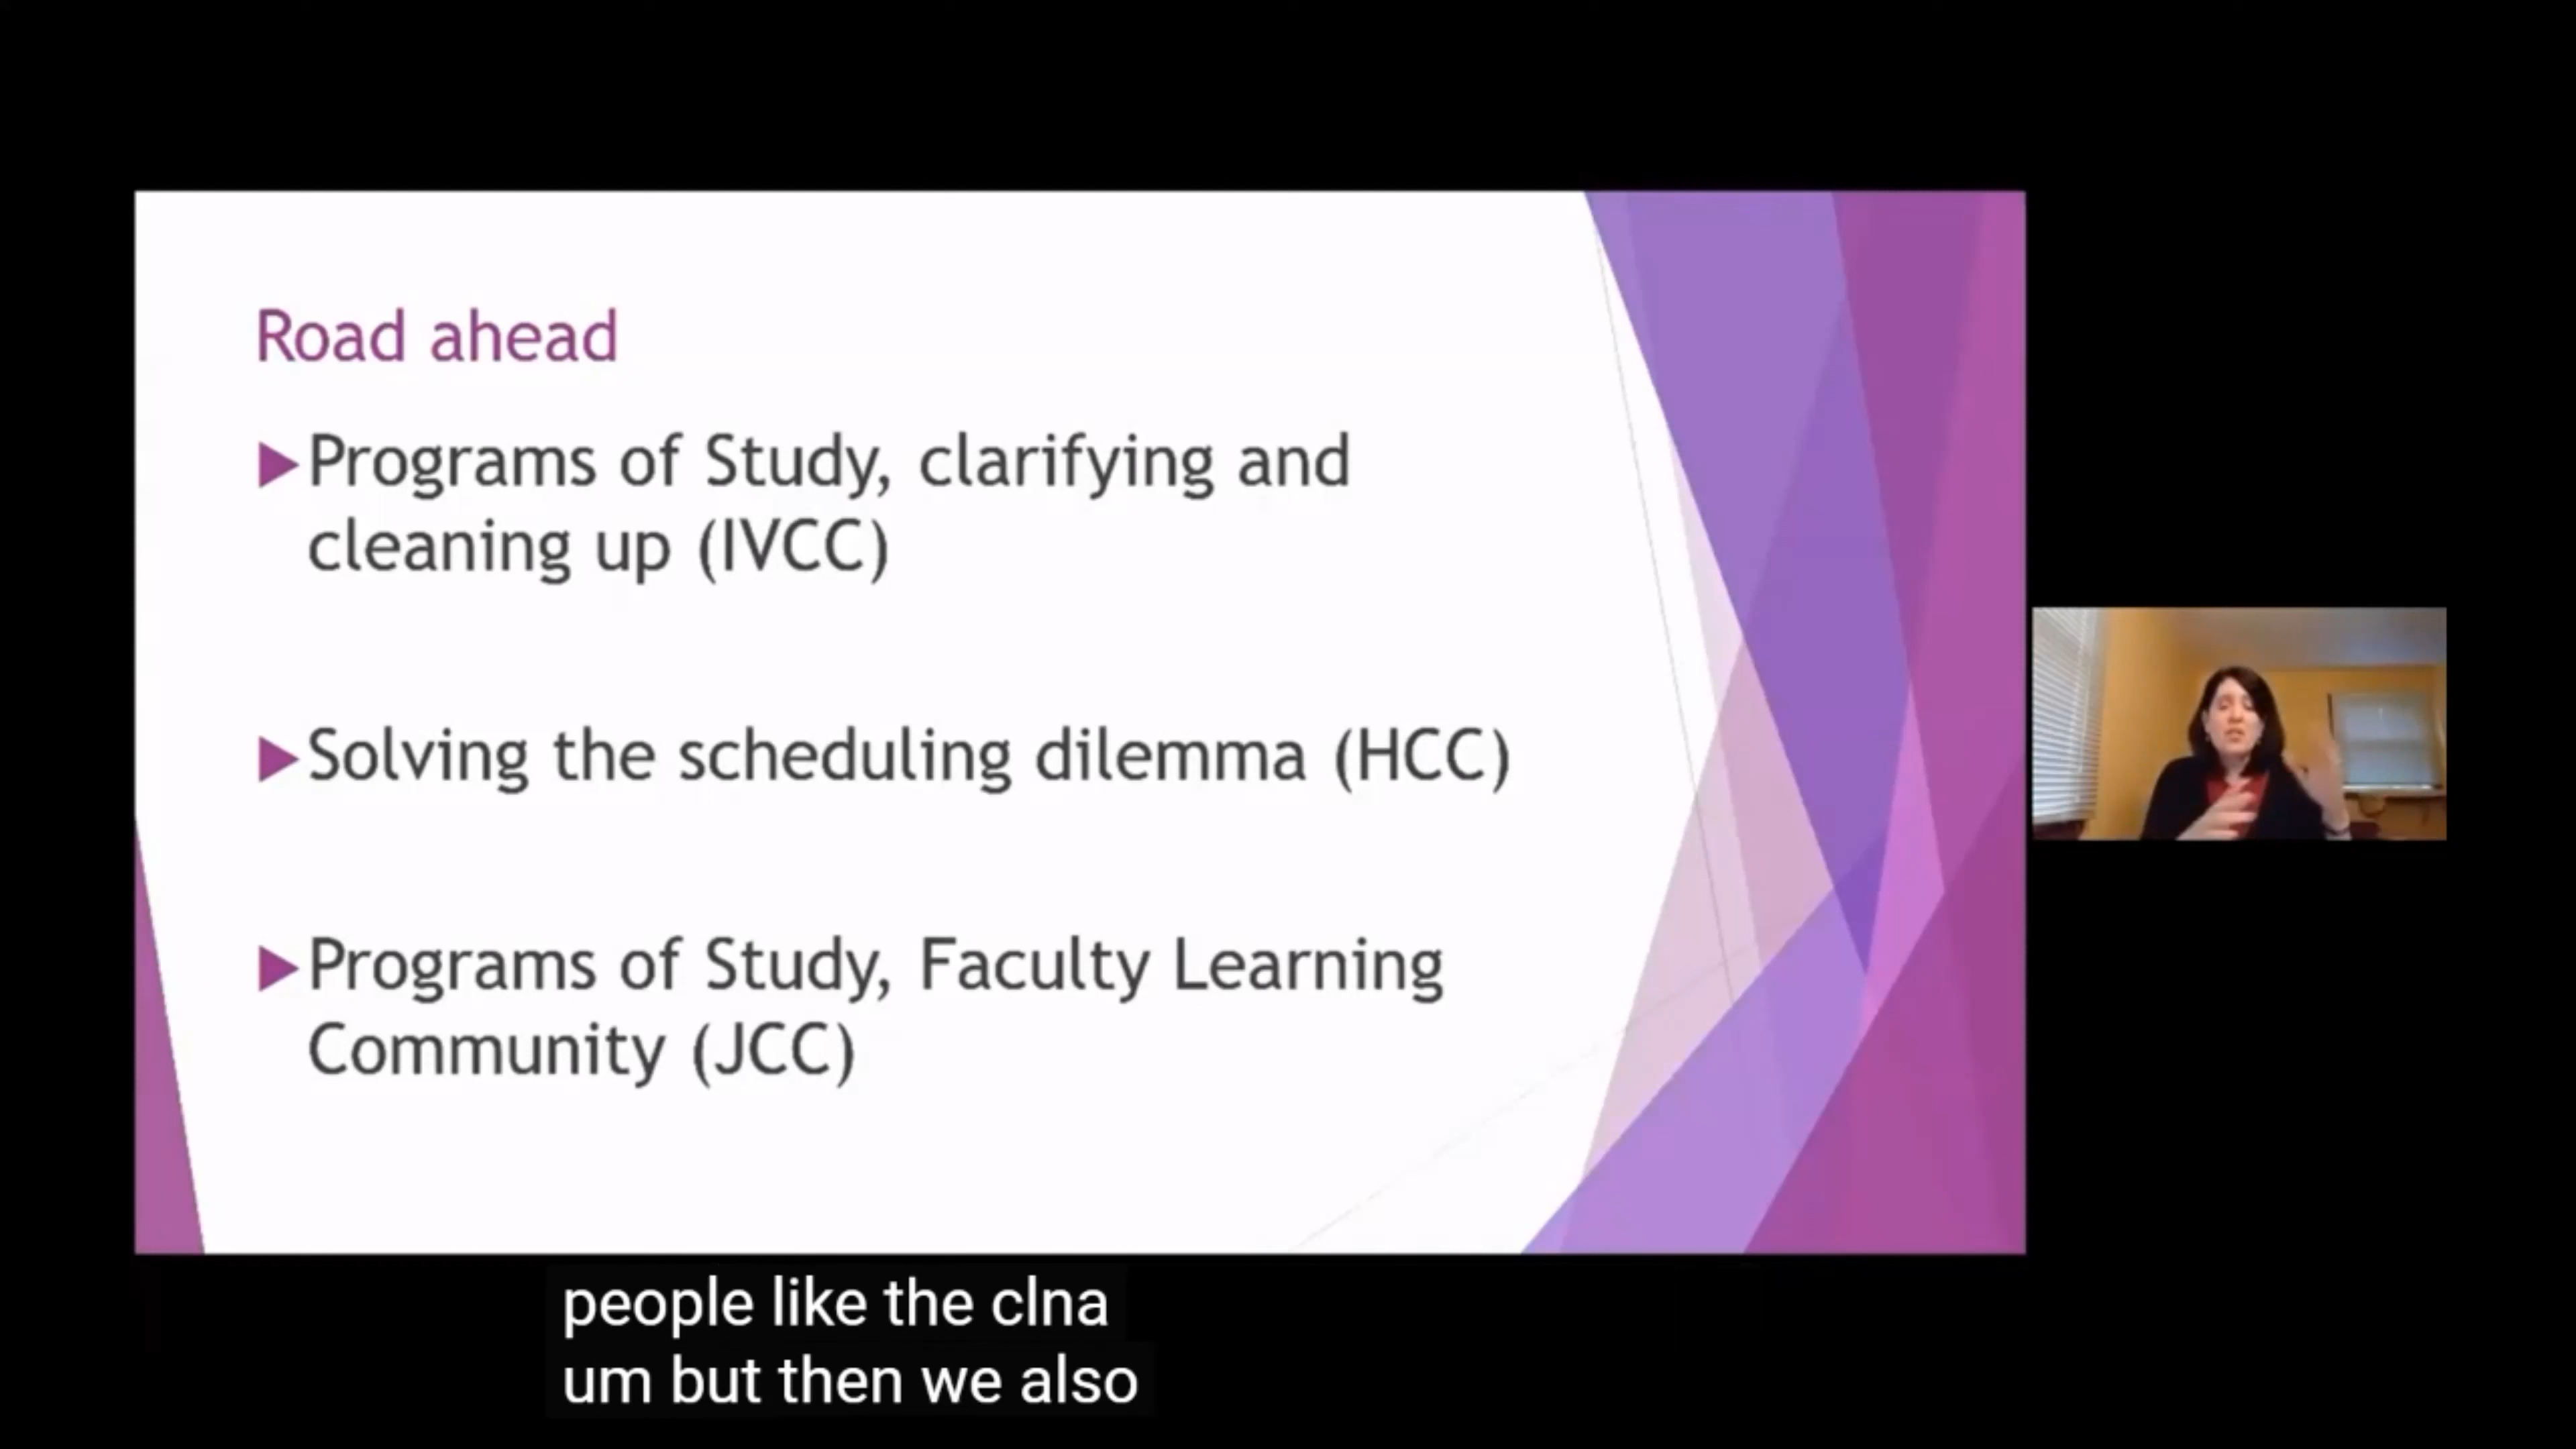 Road ahead
Programs of Study, clarifying and
cleaning up (IVCC)
Solving the scheduling dilemma (HCC)
Programs of Study, Faculty Learning
Community (JCC)
people like the clna
um but then we also